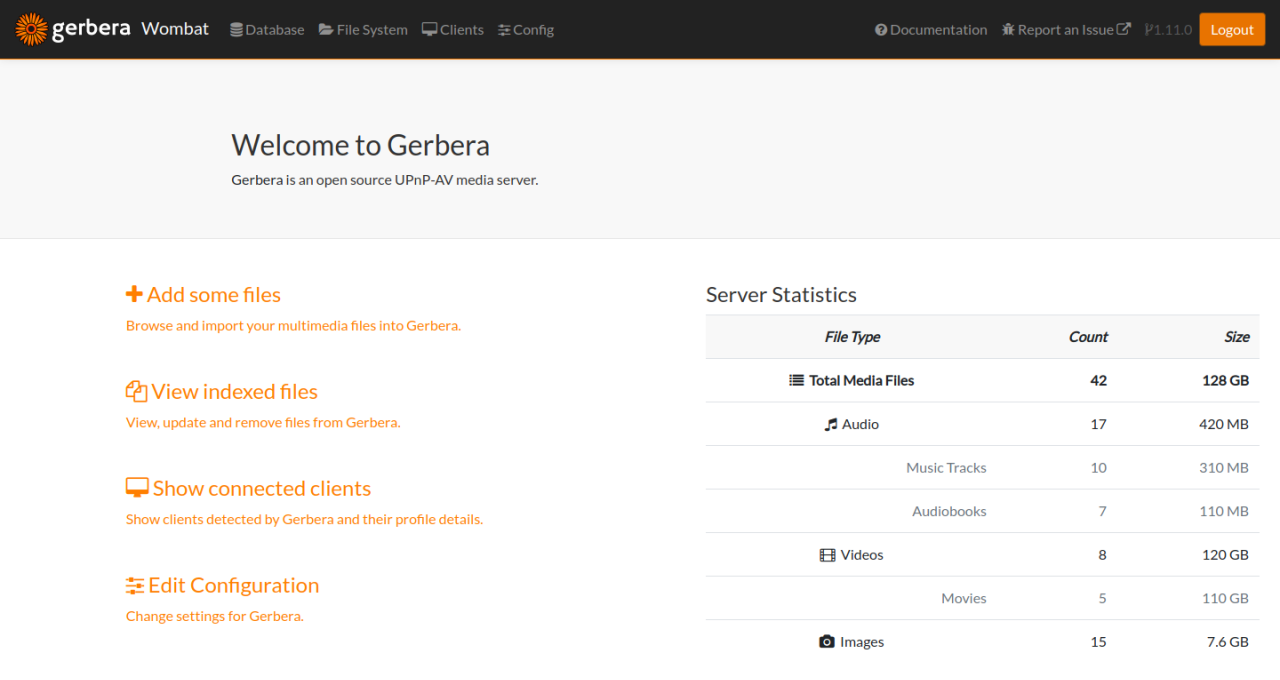 gerbera Wombat Database File System Clients Config Documentation Report an Issue 1.11.0 Logout
Welcome to Gerbera
Gerbera is an open source UPnP-AV media server.
Add some files
Browse and import your multimedia files into Gerbera.
View indexed files
View, update and remove files from Gerbera.
Show connected clients
Show clients detected by Gerbera and their profile details.
Edit Configuration
Change settings for Gerbera.
Server Statistics
File Type Count Size
Total Media Files 42 128 GB
Audio 17 420 MB
Music Tracks 10 310 MB
Audiobooks 7 110 MB
Videos 8 120 GB
Movies 5 110 GB
Images 15 7.6 GB